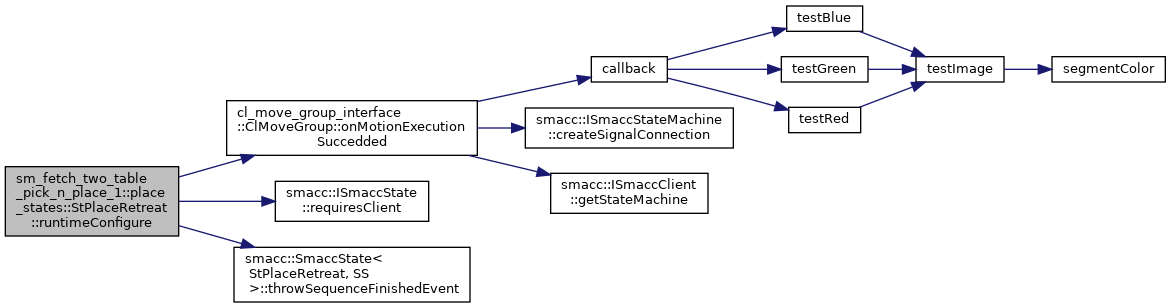 sm_fetch_two_table
_pick_n_place_1::place
_states::StPlaceRetreat
::runtimeConfigure
cl_move_group_interface
::ClMoveGroup::onMotionExecution
Succedded
smacc::ISmaccState
::requiresClient
smacc::SmaccState<
StPlaceRetreat, SS
>::throwSequenceFinishedEvent
callback
smacc::ISmaccStateMachine
::createSignalConnection
smacc::ISmaccClient
::getStateMachine
testBlue
testGreen
testRed
testImage
segmentColor